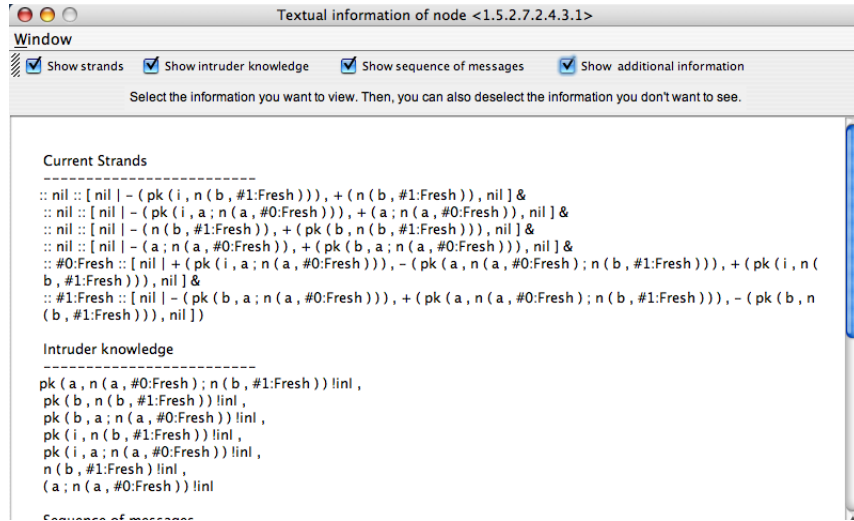 Textual information of node <1.5.2.7.2.4.3.1>
Window
Show strands Show intruder knowledge Show sequence of messages Show additional information
Select the information you want to view. Then, you can also deselect the information you don't want to see.
Current Strands
-------------------------
:: nil :: [ nil | - ( pk ( i , n ( b , #1:Fresh ) ) ) , + ( n ( b , #1:Fresh ) ) , nil ] &
:: nil :: [ nil | - ( pk ( i , a ; n ( a , #0:Fresh ) ) ) , + ( a ; n ( a , #0:Fresh ) ) , nil ] &
:: nil :: [ nil | - ( n ( b , #1:Fresh ) ) , + ( pk ( b , n ( b , #1:Fresh ) ) ) , nil ] &
:: nil :: [ nil | - ( a ; n ( a , #0:Fresh ) ) , + ( pk ( b , a ; n ( a , #0:Fresh ) ) ) , nil ] &
:: #0:Fresh :: [ nil | + ( pk ( i , a ; n ( a , #0:Fresh ) ) ) , - ( pk ( a , n ( a , #0:Fresh ) ; n ( b , #1:Fresh ) ) ) , + ( pk ( i , n (
b , #1:Fresh ) ) ) , nil ] &
:: #1:Fresh :: [ nil | - ( pk ( b , a ; n ( a , #0:Fresh ) ) ) , + ( pk ( a , n ( a , #0:Fresh ) ; n ( b , #1:Fresh ) ) ) , - ( pk ( b , n
( b , #1:Fresh ) ) ) , nil ] )
Intruder knowledge
-------------------------
pk ( a , n ( a , #0:Fresh ) ; n ( b , #1:Fresh ) ) !inI ,
pk ( b , n ( b , #1:Fresh ) ) !inI ,
pk ( b , a ; n ( a , #0:Fresh ) ) !inI ,
pk ( i , n ( b , #1:Fresh ) ) !inI ,
pk ( i , a ; n ( a , #0:Fresh ) ) !inI ,
n ( b , #1:Fresh ) !inI ,
( a ; n ( a , #0:Fresh ) ) !inI
Sequence of messages